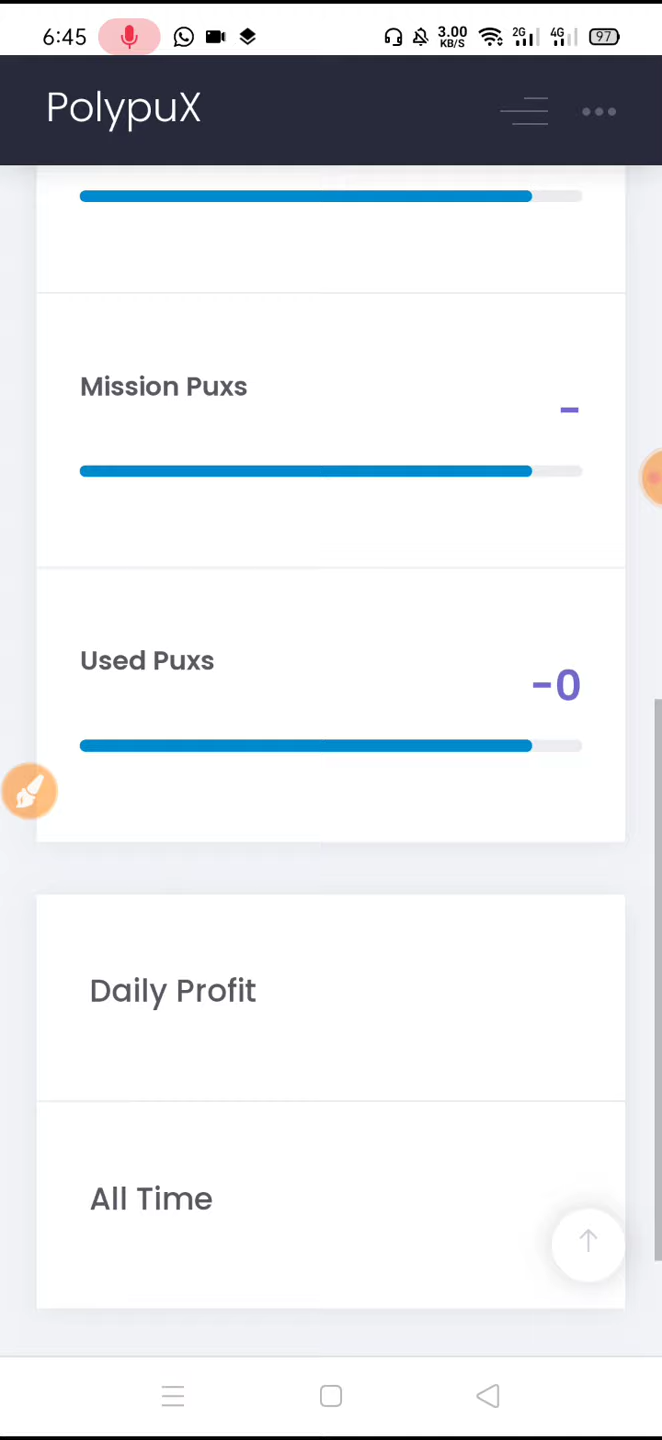 6:45
3.00
KB/S
2G
4G
97
PolypuX
Mission Puxs
-
Used Puxs
-0
Daily Profit
All Time